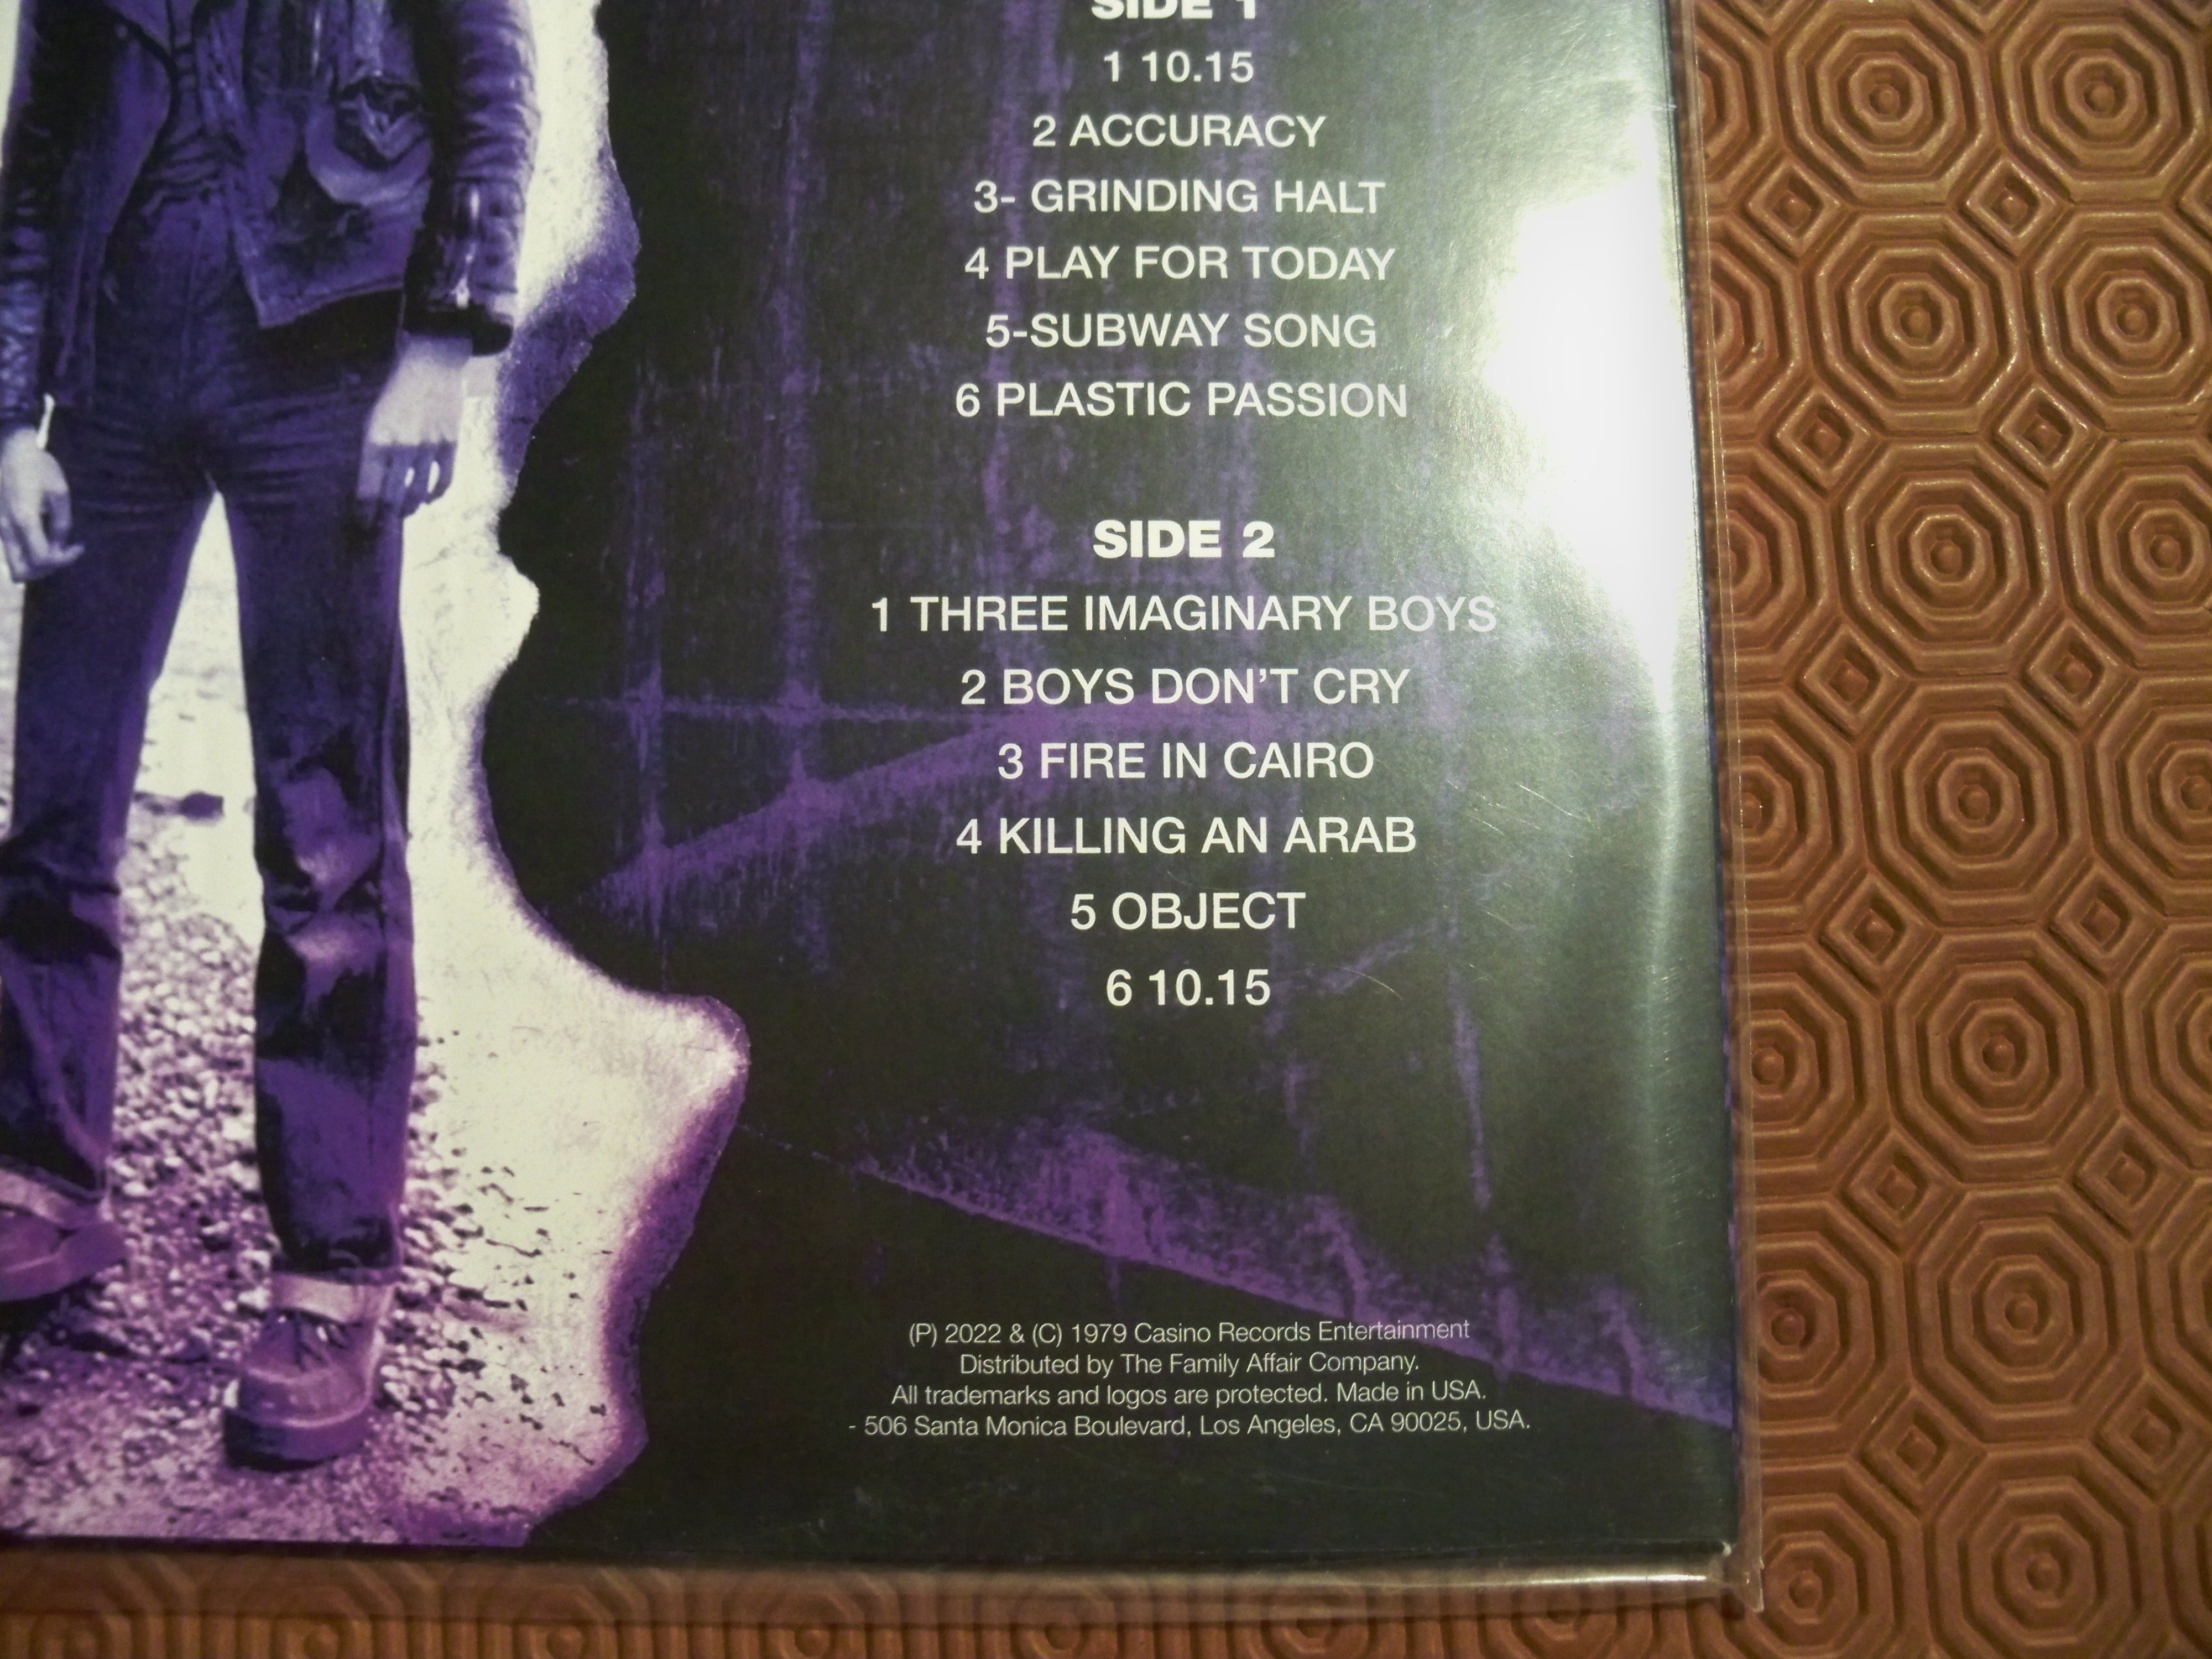 SIDE 1
1 10.15
2 ACCURACY
3- GRINDING HALT
4 PLAY FOR TODAY
5-SUBWAY SONG
6 PLASTIC PASSION
SIDE 2
1 THREE IMAGINARY BOYS
2 BOYS DON'T CRY
3 FIRE IN CAIRO
4 KILLING AN ARAB
5 OBJECT
6 10.15
(P) 2022 & (C) 1979 Casino Records Entertainment
Distributed by The Family Affair Company.
All trademarks and logos are protected. Made in USA.
- 506 Santa Monica Boulevard, Los Angeles, CA 90025, USA.